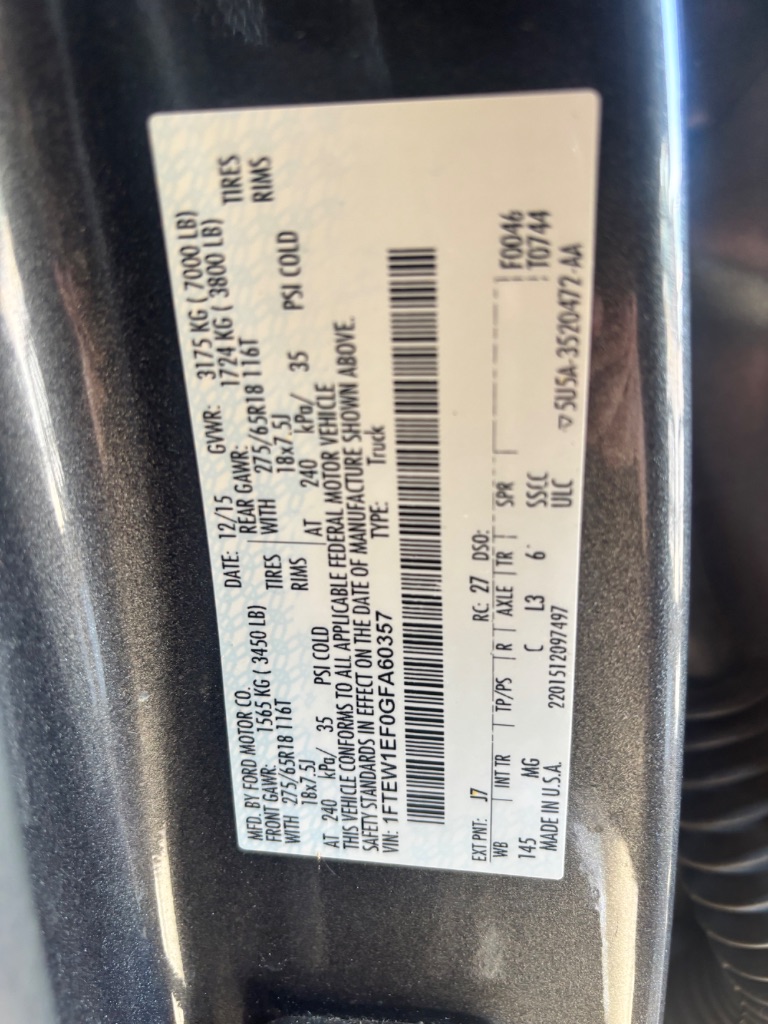 MFD. BY FORD MOTOR CO.
DATE: 12/15 GVWR: 3175 KG ( 7000 LB)
FRONT GAWR: 1565 KG ( 3450 LB) REAR GAWR: 1724 KG ( 3800 LB)
WITH 275/65R18 116T TIRES WITH 275/65R18 116T TIRES
18x7.5J RIMS 18x7.5J RIMS
AT 240 kPa/ 35 PSI COLD AT 240 kPa/ 35 PSI COLD
THIS VEHICLE CONFORMS TO ALL APPLICABLE FEDERAL MOTOR VEHICLE
SAFETY STANDARDS IN EFFECT ON THE DATE OF MANUFACTURE SHOWN ABOVE.
VIN: 1FTEW1EF0GFA60357 TYPE: Truck
EXT PNT: J7 RC: 27 DSO:
WB INT TR TP/PS R AXLE TR SPR F0046
145 MG C L3 6 SSCC T0744
MADE IN U.S.A. 2201512097497 ULC 5U5A-3520472-AA